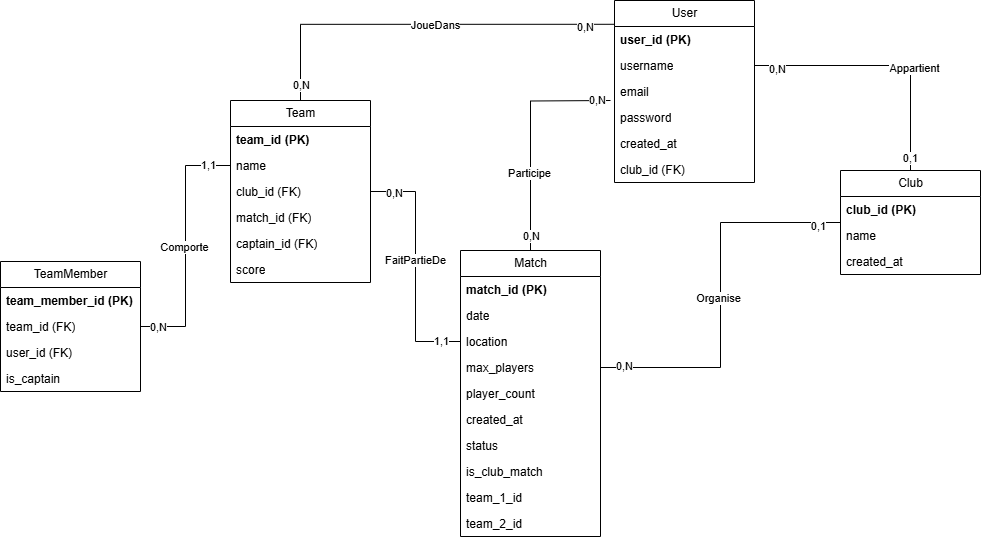 User
user_id (PK)
username
email
password
created_at
club_id (FK)
JoueDans
0,N
0,N
Team
team_id (PK)
name
club_id (FK)
match_id (FK)
captain_id (FK)
score
0,N
Appartient
0,1
Club
club_id (PK)
name
created_at
0,N
Participe
0,N
1,1
Comporte
0,N
TeamMember
team_member_id (PK)
team_id (FK)
user_id (FK)
is_captain
0,N
FaitPartieDe
1,1
Match
match_id (PK)
date
location
max_players
player_count
created_at
status
is_club_match
team_1_id
team_2_id
0,1
Organise
0,N